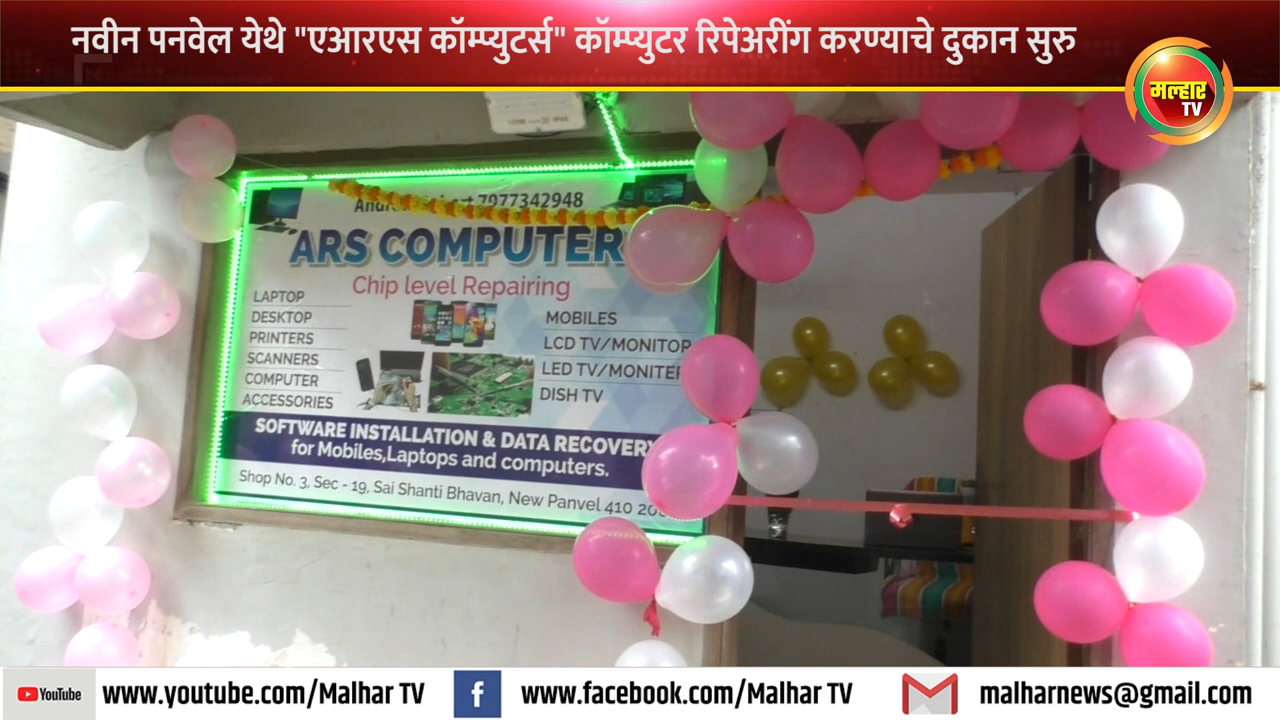 नवीन पनवेल येथे "एआरएस कॉम्प्युटर्स" कॉम्प्युटर रिपेअरींग करण्याचे दुकान सुरु
मल्हार
TV
7977342948
ARS COMPUTER
Chip level Repairing
LAPTOP
DESKTOP
PRINTERS
SCANNERS
COMPUTER
ACCESSORIES
MOBILES
LCD TV/MONITOR
LED TV/MONITER
DISH TV
SOFTWARE INSTALLATION & DATA RECOVERY
for Mobiles,Laptops and computers.
Shop No. 3, Sec - 19, Sai Shanti Bhavan, New Panvel 410
YouTube
www.youtube.com/Malhar TV
www.facebook.com/Malhar TV
malharnews@gmail.com